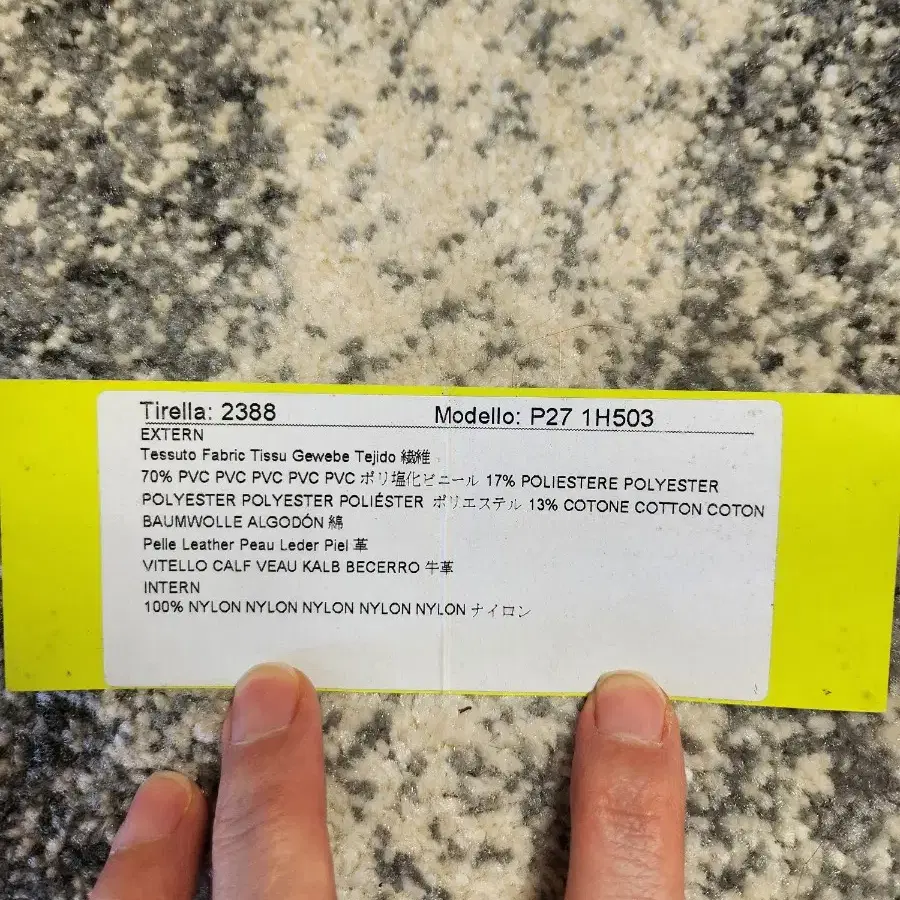 Tirella: 2388 Modello: P27 1H503
EXTERN
Tessuto Fabric Tissu Gewebe Tejido 繊維
70% PVC PVC PVC PVC PVC ポリ塩化ビニール 17% POLIESTERE POLYESTER
POLYESTER POLYESTER POLIÉSTER ポリエステル 13% COTONE COTTON COTON
BAUMWOLLE ALGODÓN 綿
Pelle Leather Peau Leder Piel 革
VITELLO CALF VEAU KALB BECERRO 牛革
INTERN
100% NYLON NYLON NYLON NYLON NYLON ナイロン